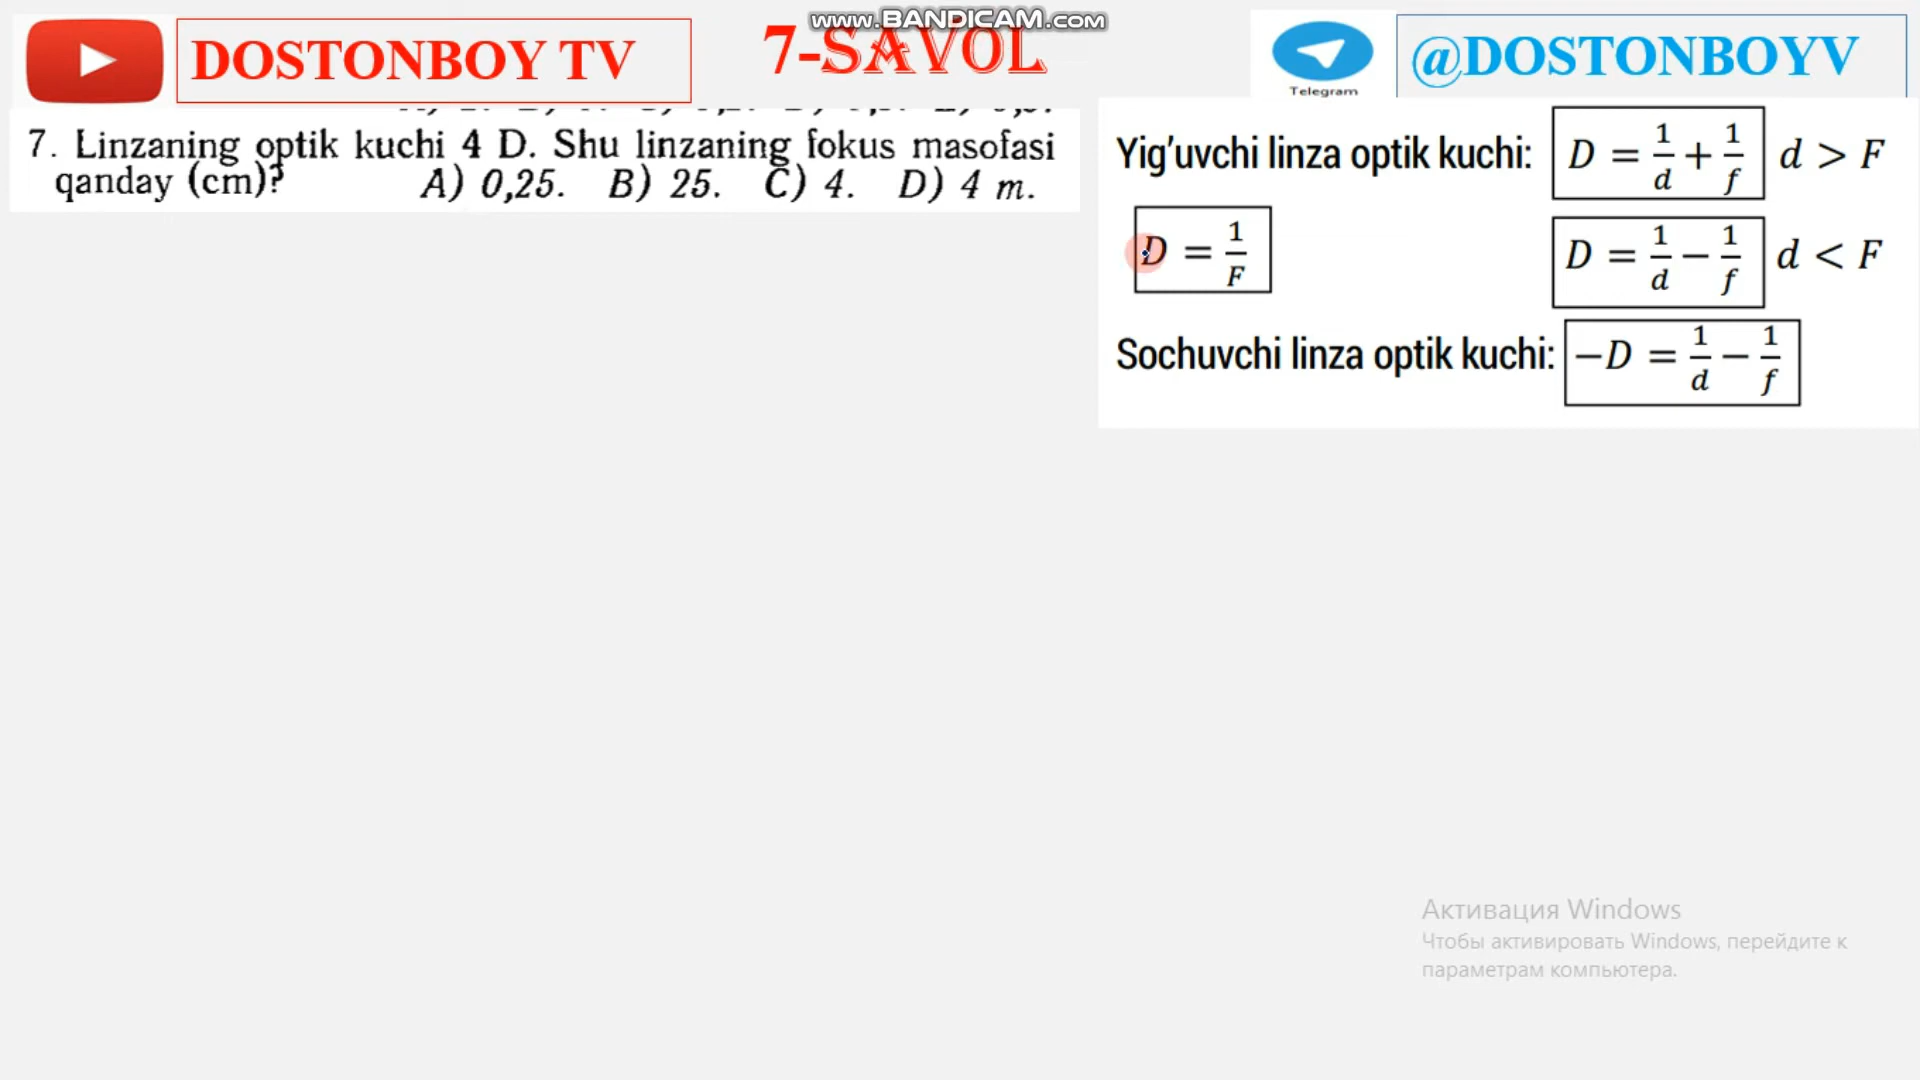 www.BANDICAM.com
DOSTONBOY TV
7-SAVOL
Telegram
@DOSTONBOYV
7. Linzaning optik kuchi 4 D. Shu linzaning fokus masofasi
qanday (cm)? A) 0,25. B) 25. C) 4. D) 4 m.
Yig'uvchi linza optik kuchi: D = 1/d + 1/f d > F
D = 1/F D = 1/d − 1/f d < F
Sochuvchi linza optik kuchi: −D = 1/d − 1/f
Активация Windows
Чтобы активировать Windows, перейдите к
параметрам компьютера.